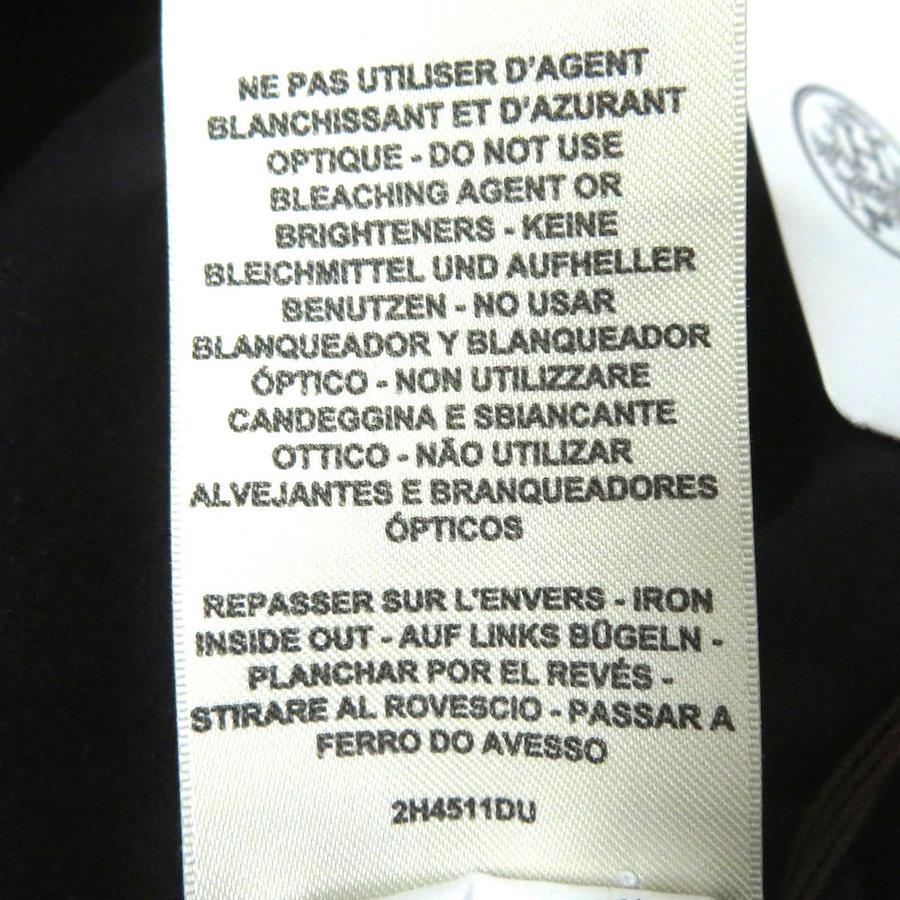 NE PAS UTILISER D'AGENT
BLANCHISSANT ET D'AZURANT
OPTIQUE - DO NOT USE
BLEACHING AGENT OR
BRIGHTENERS - KEINE
BLEICHMITTEL UND AUFHELLER
BENUTZEN - NO USAR
BLANQUEADOR Y BLANQUEADOR
ÓPTICO - NON UTILIZZARE
CANDEGGINA E SBIANCANTE
OTTICO - NÃO UTILIZAR
ALVEJANTES E BRANQUEADORES
ÓPTICOS
REPASSER SUR L'ENVERS - IRON
INSIDE OUT - AUF LINKS BÜGELN -
PLANCHAR POR EL REVÉS -
STIRARE AL ROVESCIO - PASSAR A
FERRO DO AVESSO
2H4511DU